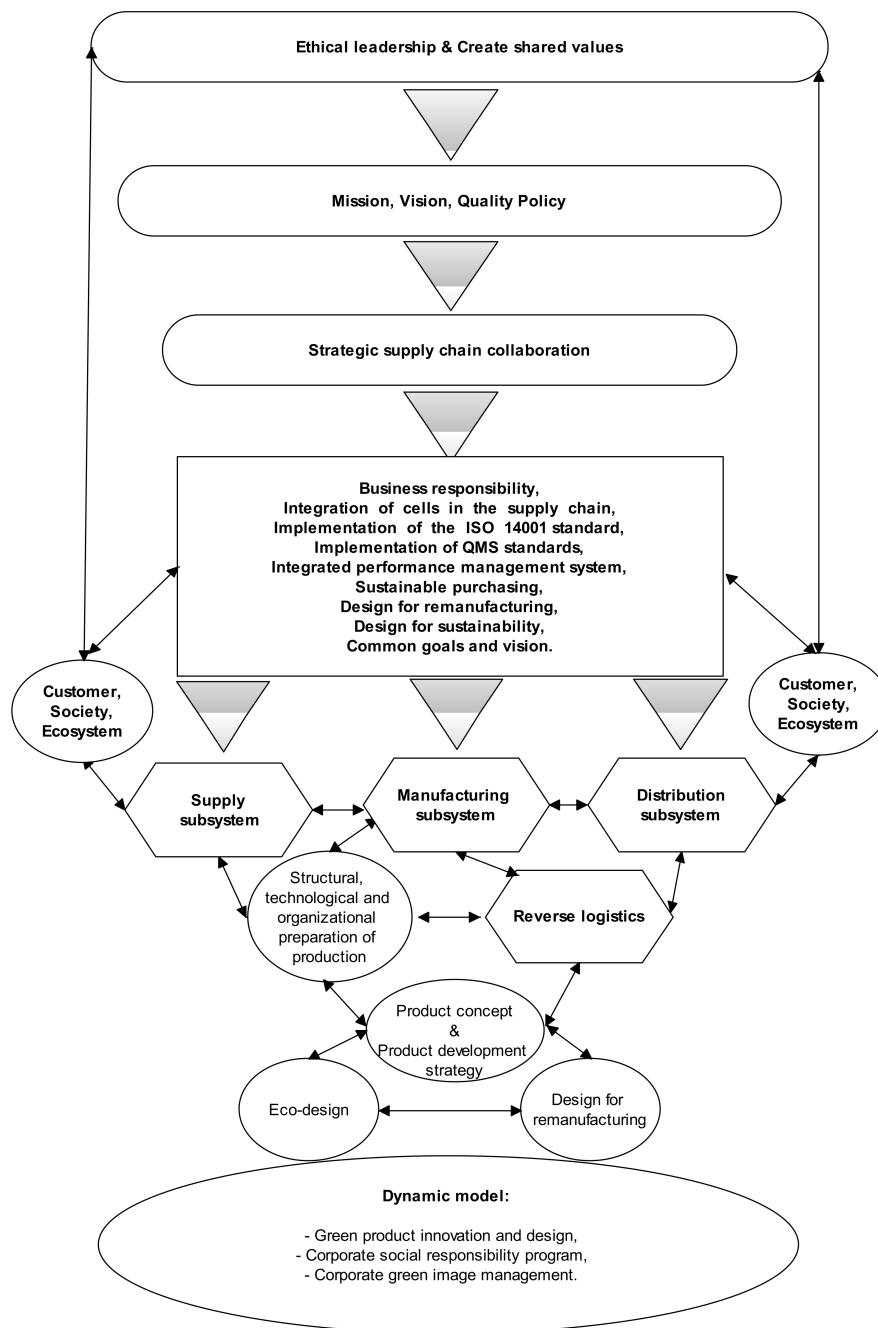 Ethical leadership & Create shared values
Mission, Vision, Quality Policy
Strategic supply chain collaboration
Business responsibility,
Integration of cells in the supply chain,
Implementation of the ISO 14001 standard,
Implementation of QMS standards,
Integrated performance management system,
Sustainable purchasing,
Design for remanufacturing,
Design for sustainability,
Common goals and vision.
Customer,
Society,
Ecosystem
Customer,
Society,
Ecosystem
Supply
subsystem
Manufacturing
subsystem
Distribution
subsystem
Structural,
technological and
organizational
preparation of
production
Reverse logistics
Product concept
&
Product development
strategy
Eco-design
Design for
remanufacturing
Dynamic model:
- Green product innovation and design,
- Corporate social responsibility program,
- Corporate green image management.